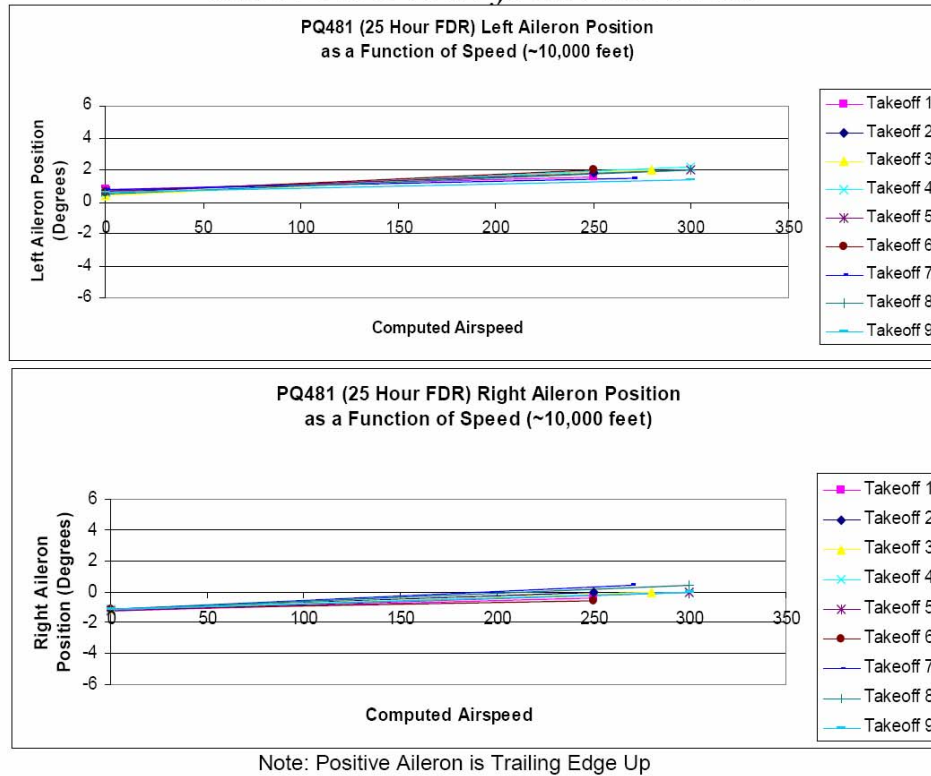 PQ481 (25 Hour FDR) Left Aileron Position
as a Function of Speed (~10,000 feet)
Left Aileron Position
(Degrees)
6
4
2
0
-2
-4
-6
0 50 100 150 200 250 300 350
Computed Airspeed
Takeoff 1
Takeoff 2
Takeoff 3
Takeoff 4
Takeoff 5
Takeoff 6
Takeoff 7
Takeoff 8
Takeoff 9
PQ481 (25 Hour FDR) Right Aileron Position
as a Function of Speed (~10,000 feet)
Right Aileron
Position (Degrees)
6
4
2
0
-2
-4
-6
0 50 100 150 200 250 300 350
Computed Airspeed
Takeoff 1
Takeoff 2
Takeoff 3
Takeoff 4
Takeoff 5
Takeoff 6
Takeoff 7
Takeoff 8
Takeoff 9
Note: Positive Aileron is Trailing Edge Up